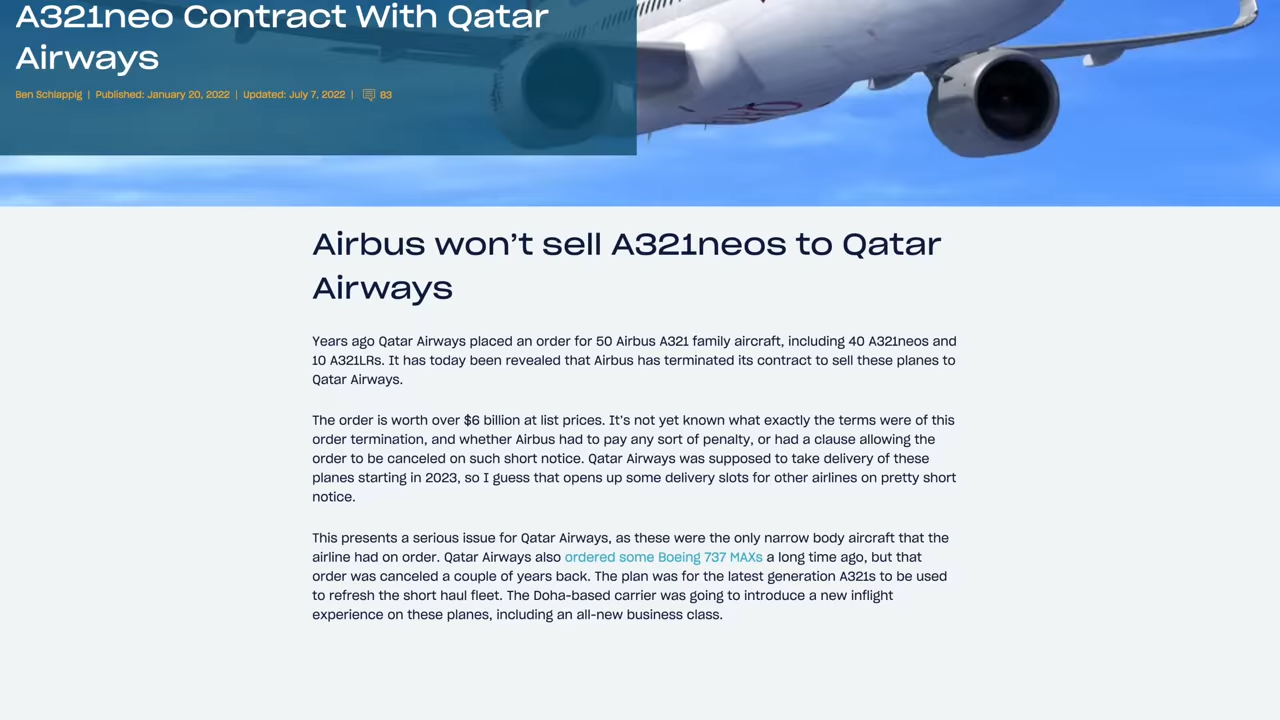 A321neo Contract With Qatar
Airways
Ben Schlappig | Published: January 20, 2022 | Updated: July 7, 2022 | 83
Airbus won’t sell A321neos to Qatar
Airways
Years ago Qatar Airways placed an order for 50 Airbus A321 family aircraft, including 40 A321neos and
10 A321LRs. It has today been revealed that Airbus has terminated its contract to sell these planes to
Qatar Airways.
The order is worth over $6 billion at list prices. It’s not yet known what exactly the terms were of this
order termination, and whether Airbus had to pay any sort of penalty, or had a clause allowing the
order to be canceled on such short notice. Qatar Airways was supposed to take delivery of these
planes starting in 2023, so I guess that opens up some delivery slots for other airlines on pretty short
notice.
This presents a serious issue for Qatar Airways, as these were the only narrow body aircraft that the
airline had on order. Qatar Airways also ordered some Boeing 737 MAXs a long time ago, but that
order was canceled a couple of years back. The plan was for the latest generation A321s to be used
to refresh the short haul fleet. The Doha-based carrier was going to introduce a new inflight
experience on these planes, including an all-new business class.